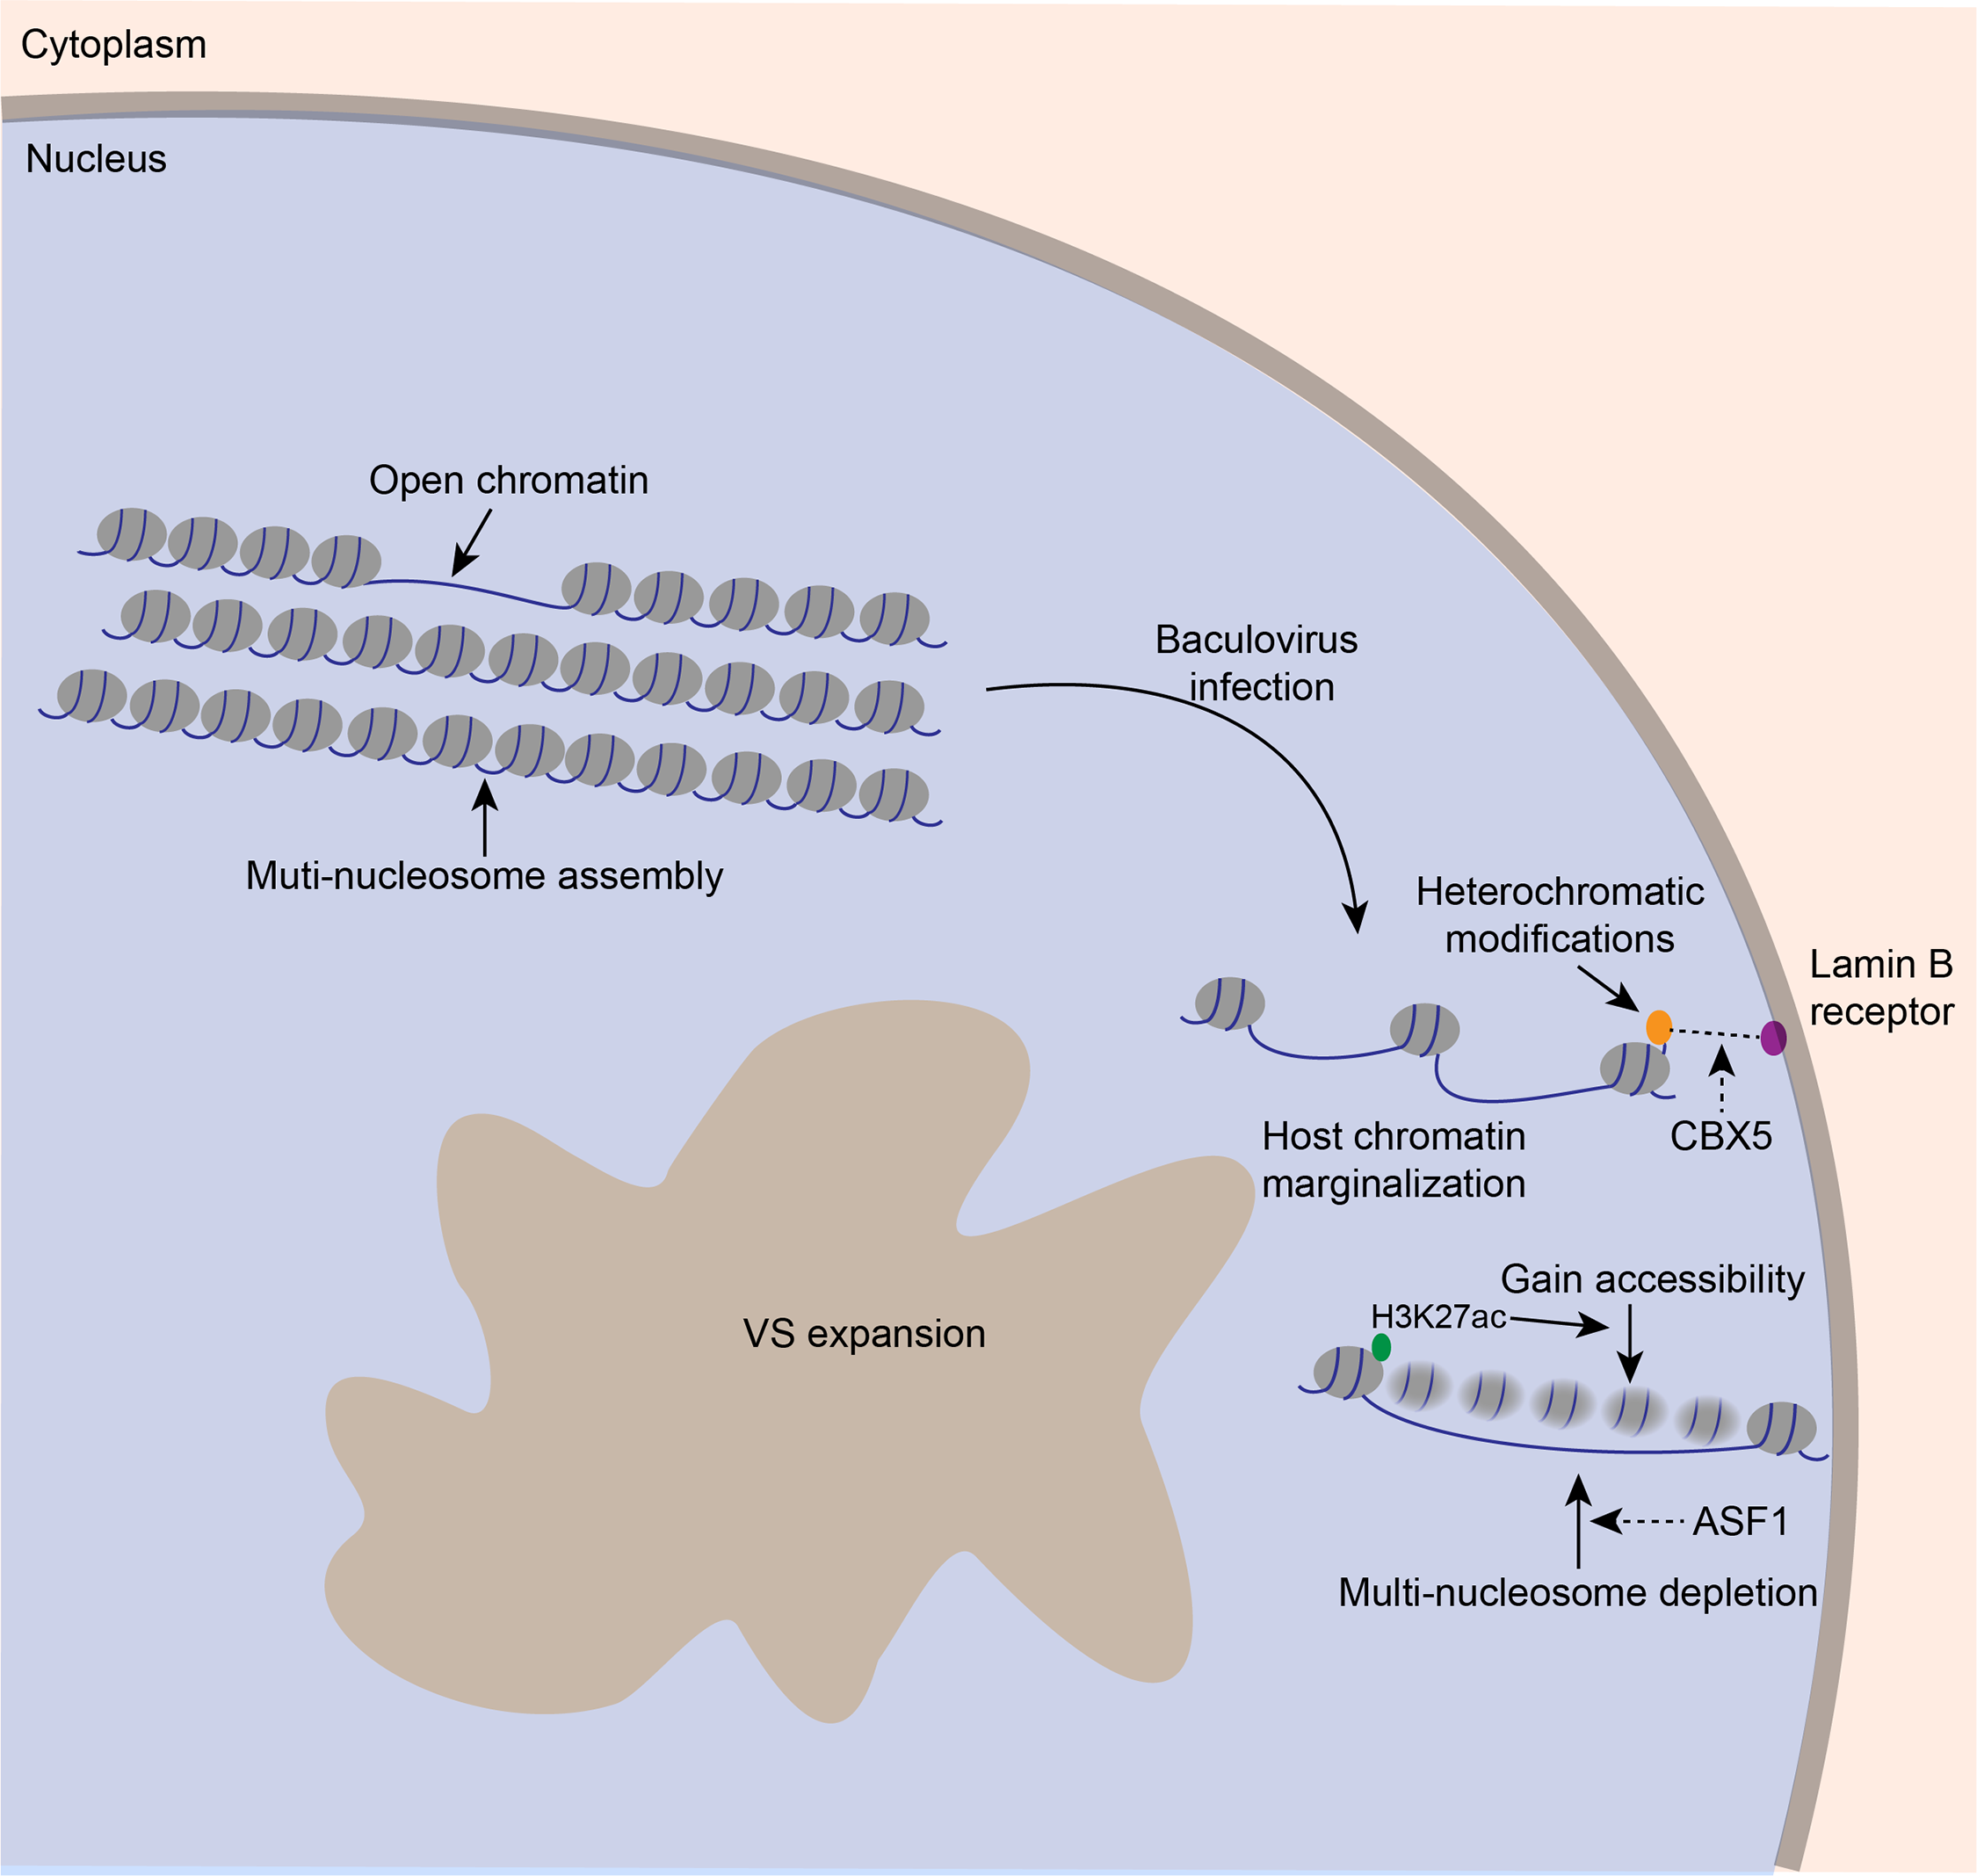 Cytoplasm
Nucleus
Open chromatin
Muti-nucleosome assembly
Baculovirus
infection
Heterochromatic
modifications
Lamin B
receptor
CBX5
Host chromatin
marginalization
Gain accessibility
H3K27ac
VS expansion
ASF1
Multi-nucleosome depletion